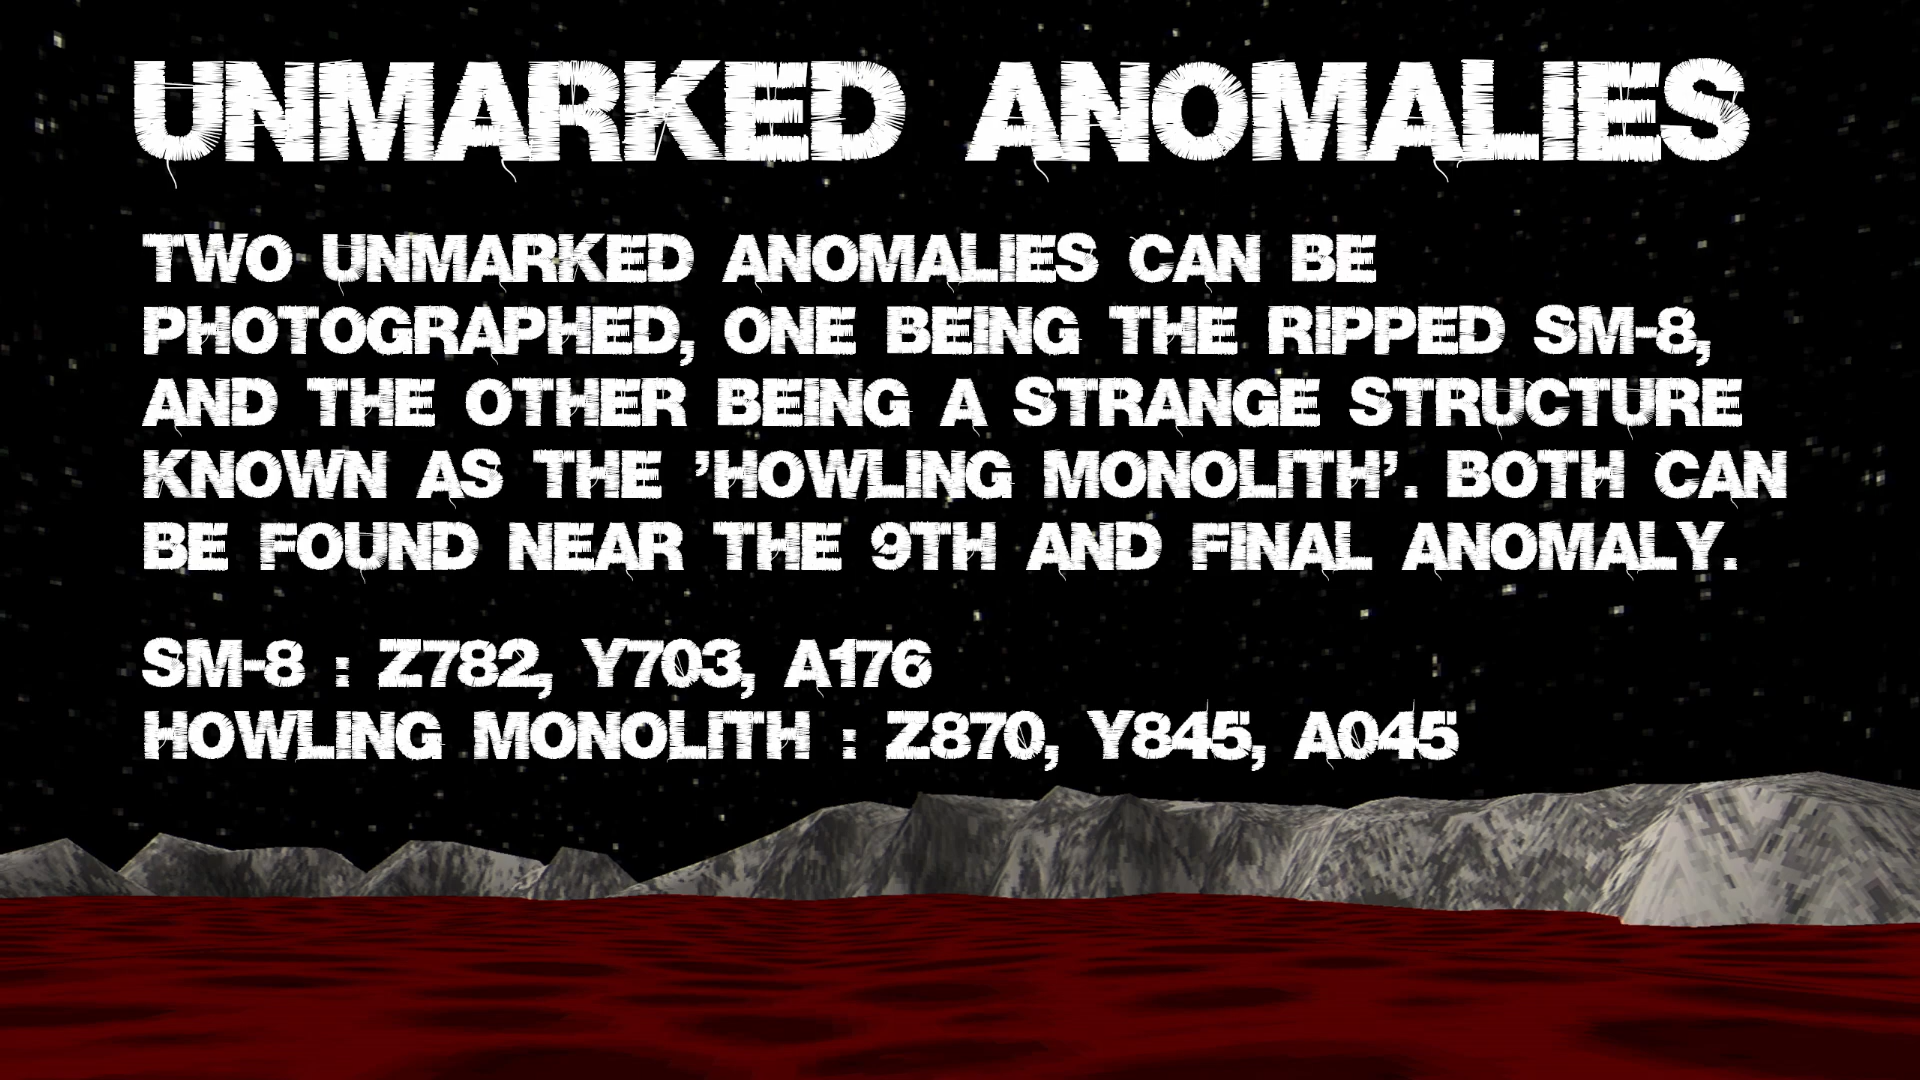 UNMARKED ANOMALIES
TWO UNMARKED ANOMALIES CAN BE
PHOTOGRAPHED, ONE BEING THE RIPPED SM-8,
AND THE OTHER BEING A STRANGE STRUCTURE
KNOWN AS THE 'HOWLING MONOLITH'. BOTH CAN
BE FOUND NEAR THE 9TH AND FINAL ANOMALY.
SM-8 : Z782, Y703, A176
HOWLING MONOLITH : Z870, Y845, A045